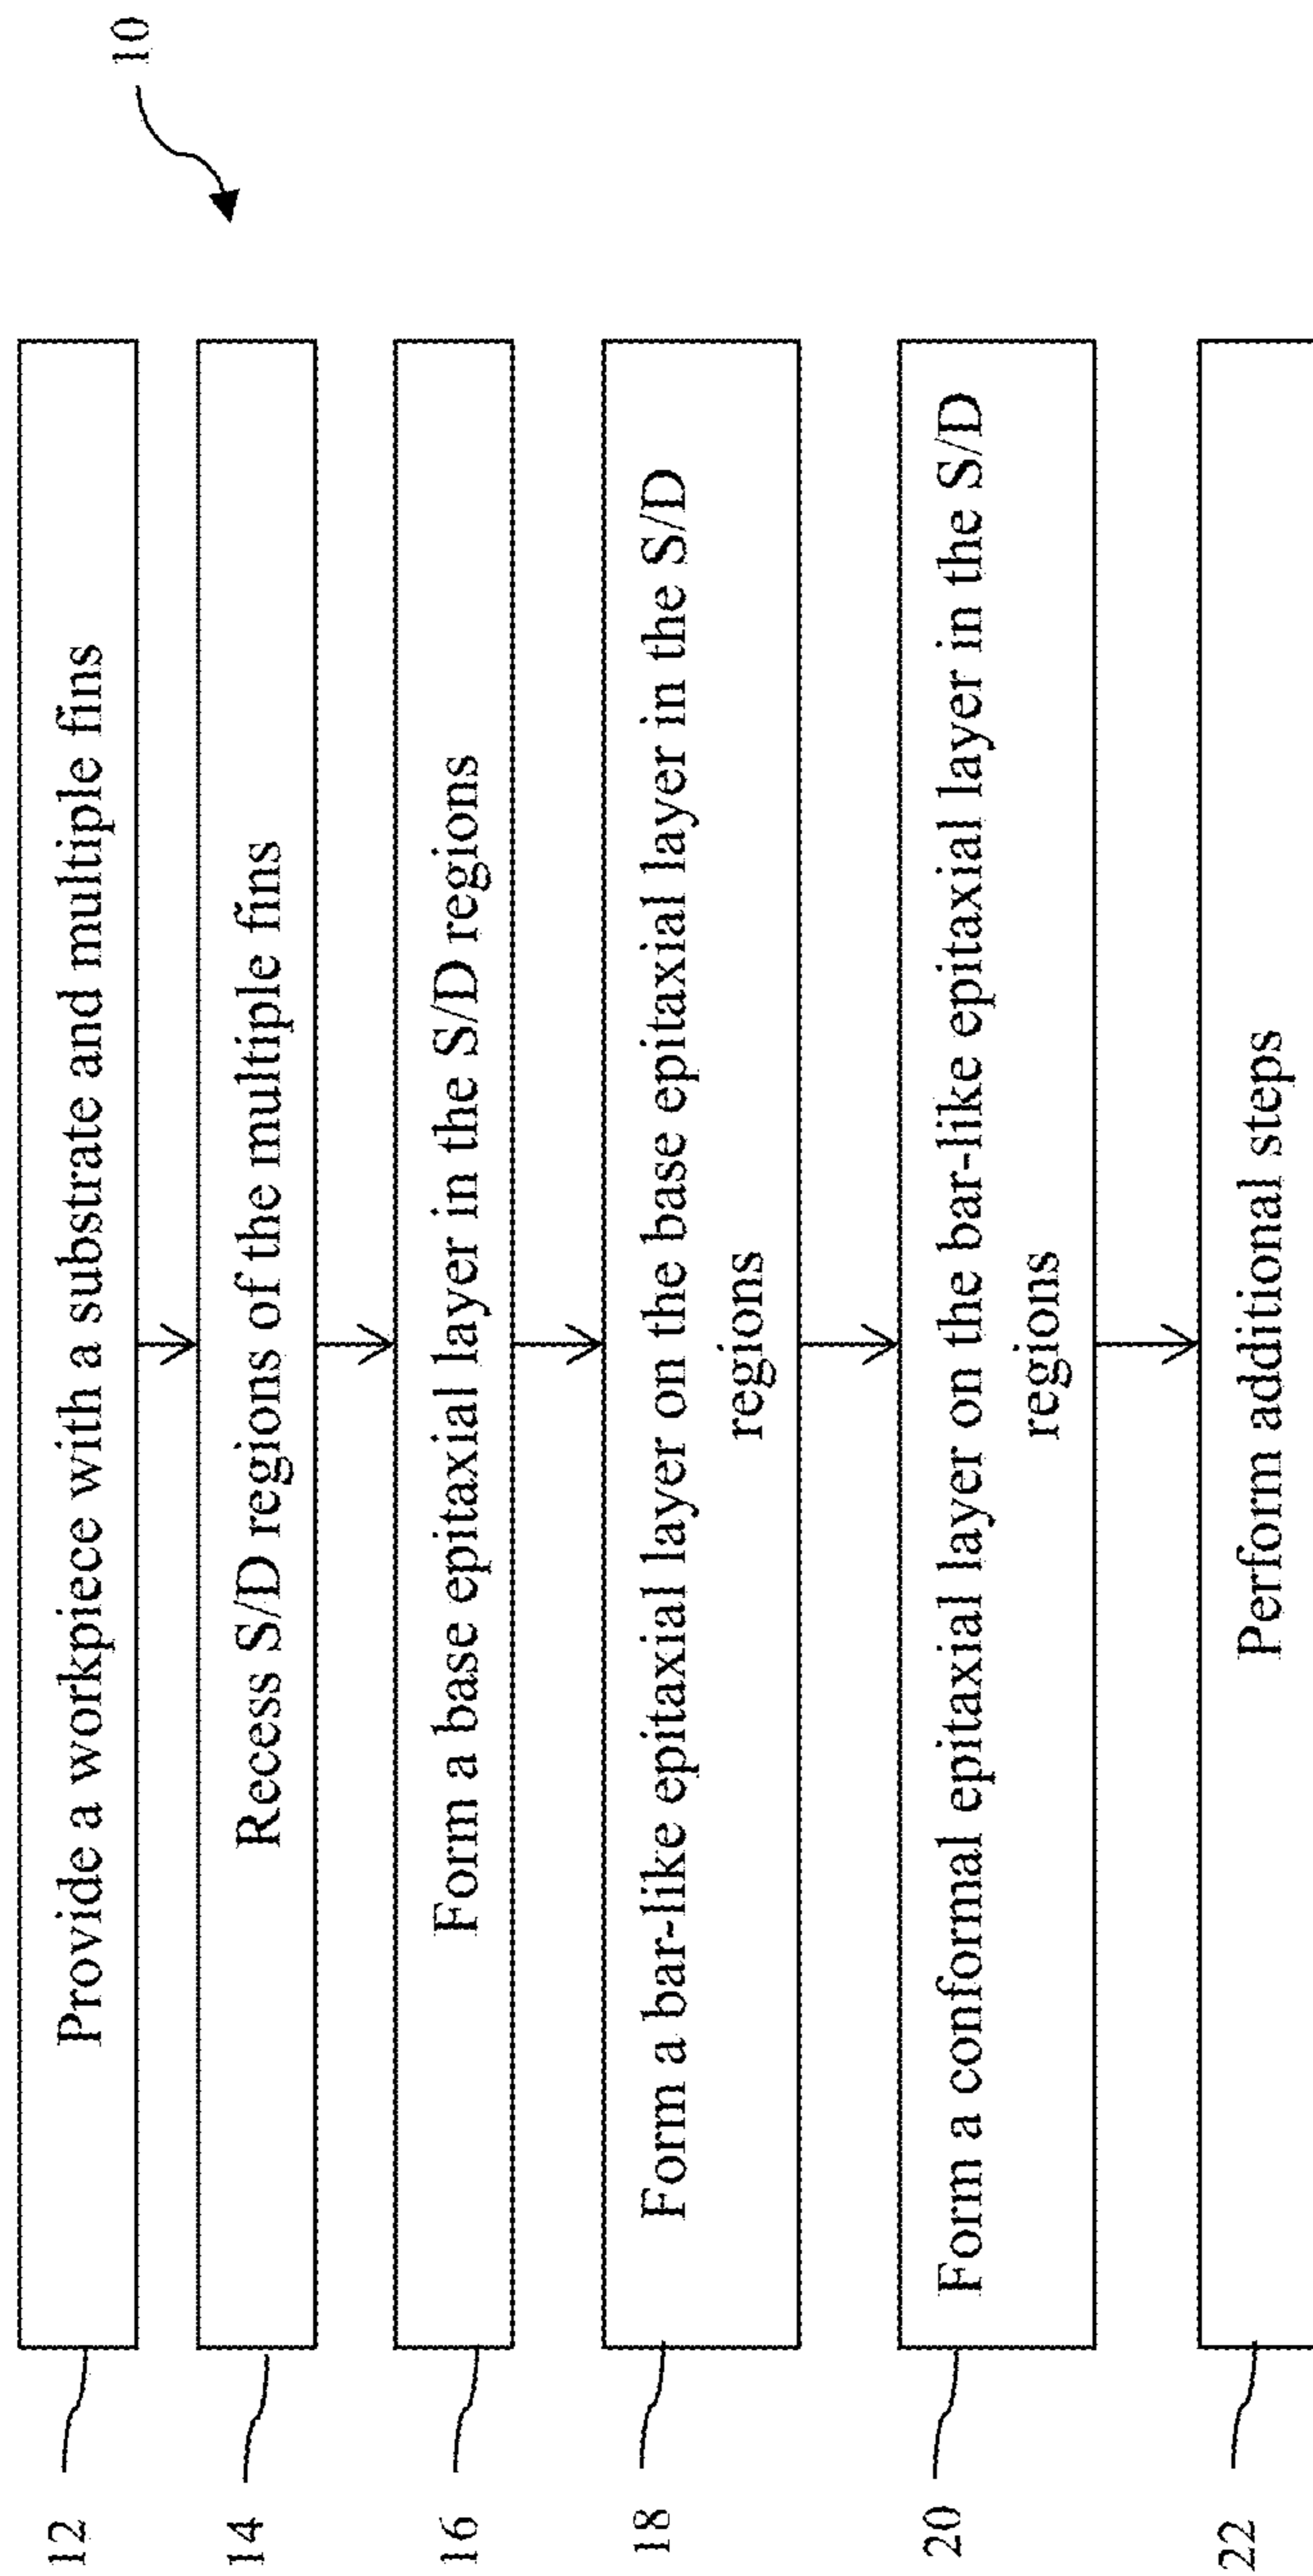 10
12
Provide a workpiece with a substrate and multiple fins
14
Recess S/D regions of the multiple fins
16
Form a base epitaxial layer in the S/D regions
18
Form a bar-like epitaxial layer on the base epitaxial layer in the S/D
regions
20
Form a conformal epitaxial layer on the bar-like epitaxial layer in the S/D
regions
22
Perform additional steps